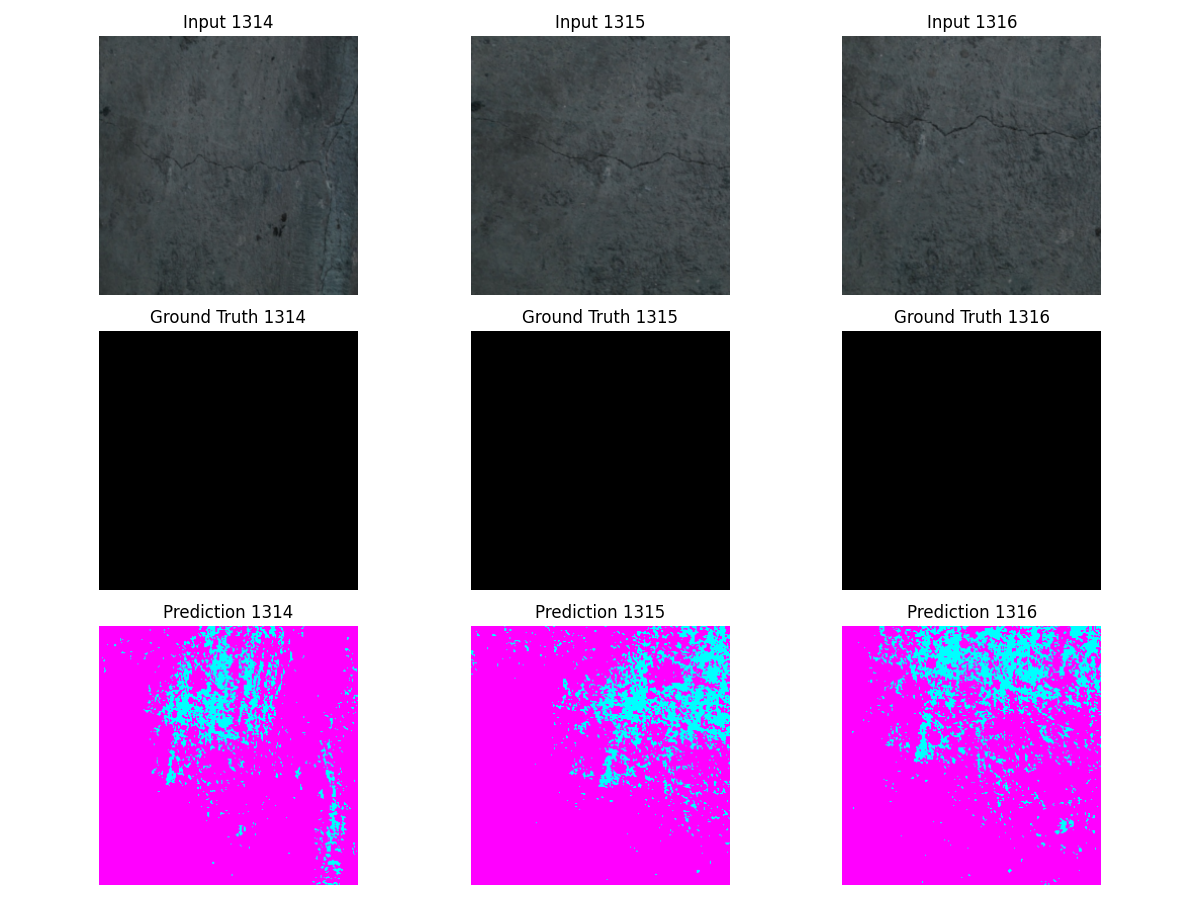 Input 1314
Input 1315
Input 1316
Ground Truth 1314
Ground Truth 1315
Ground Truth 1316
Prediction 1314
Prediction 1315
Prediction 1316